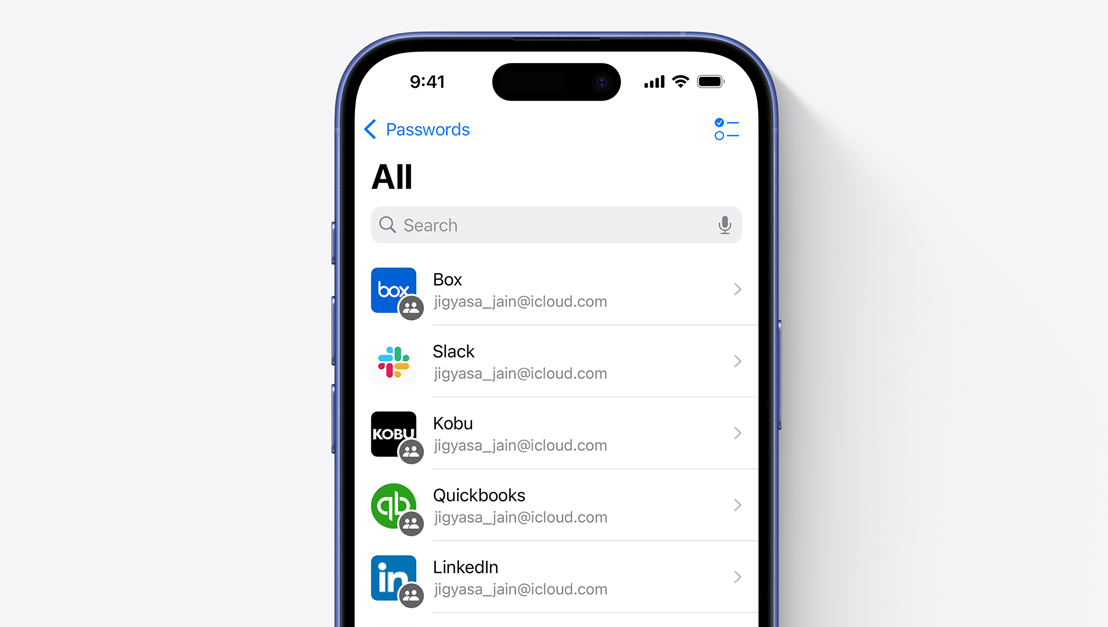 9:41
Passwords
All
Search
box
Box
jigyasa_jain@icloud.com
Slack
jigyasa_jain@icloud.com
KOBU
Kobu
jigyasa_jain@icloud.com
qb
Quickbooks
jigyasa_jain@icloud.com
in
LinkedIn
jigyasa_jain@icloud.com